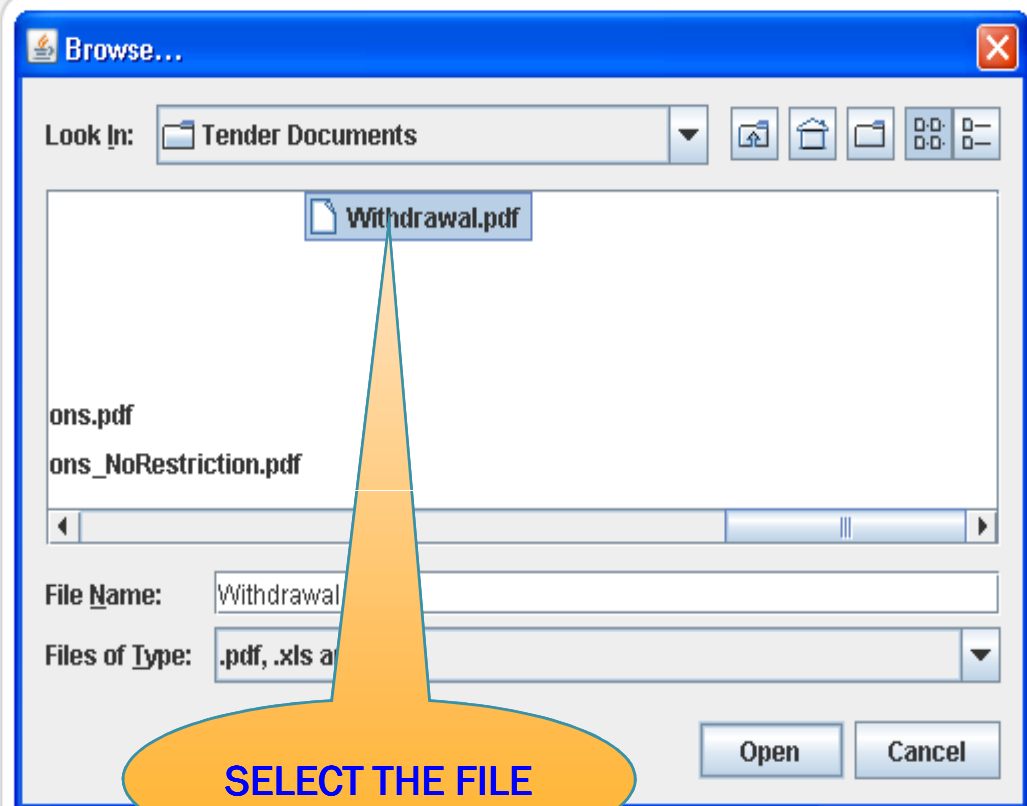 Browse...
Look In: Tender Documents
Withdrawal.pdf
ons.pdf
ons_NoRestriction.pdf
File Name: Withdrawal
Files of Type: .pdf, .xls
Open Cancel
SELECT THE FILE